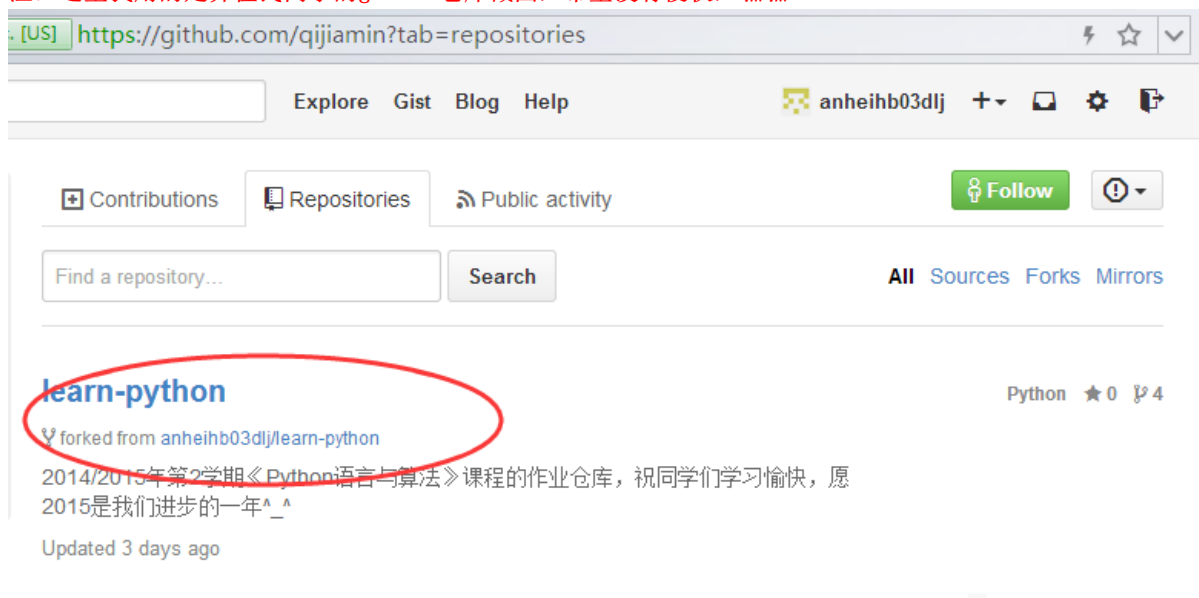 [US] https://github.com/qijiamin?tab=repositories
Explore Gist Blog Help anheihb03dlj
Contributions Repositories Public activity Follow
Find a repository... Search All Sources Forks Mirrors
learn-python Python 0 4
forked from anheihb03dlj/learn-python
2014/2015年第2学期《Python语言与算法》课程的作业仓库，祝同学们学习愉快，愿
2015是我们进步的一年^_^
Updated 3 days ago